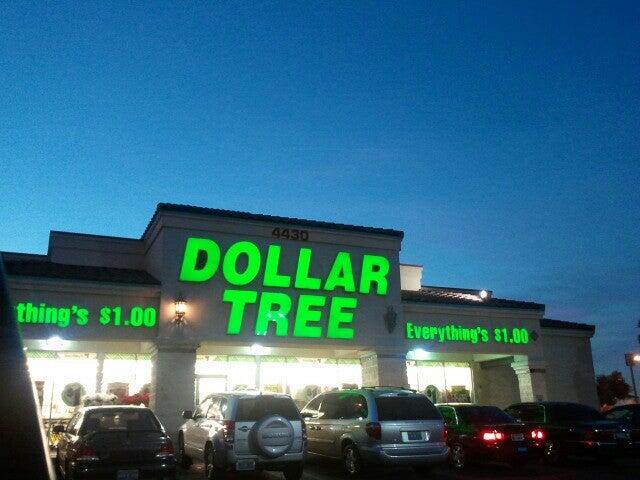 4430
DOLLAR
TREE
thing's $1.00
Everything's $1.00